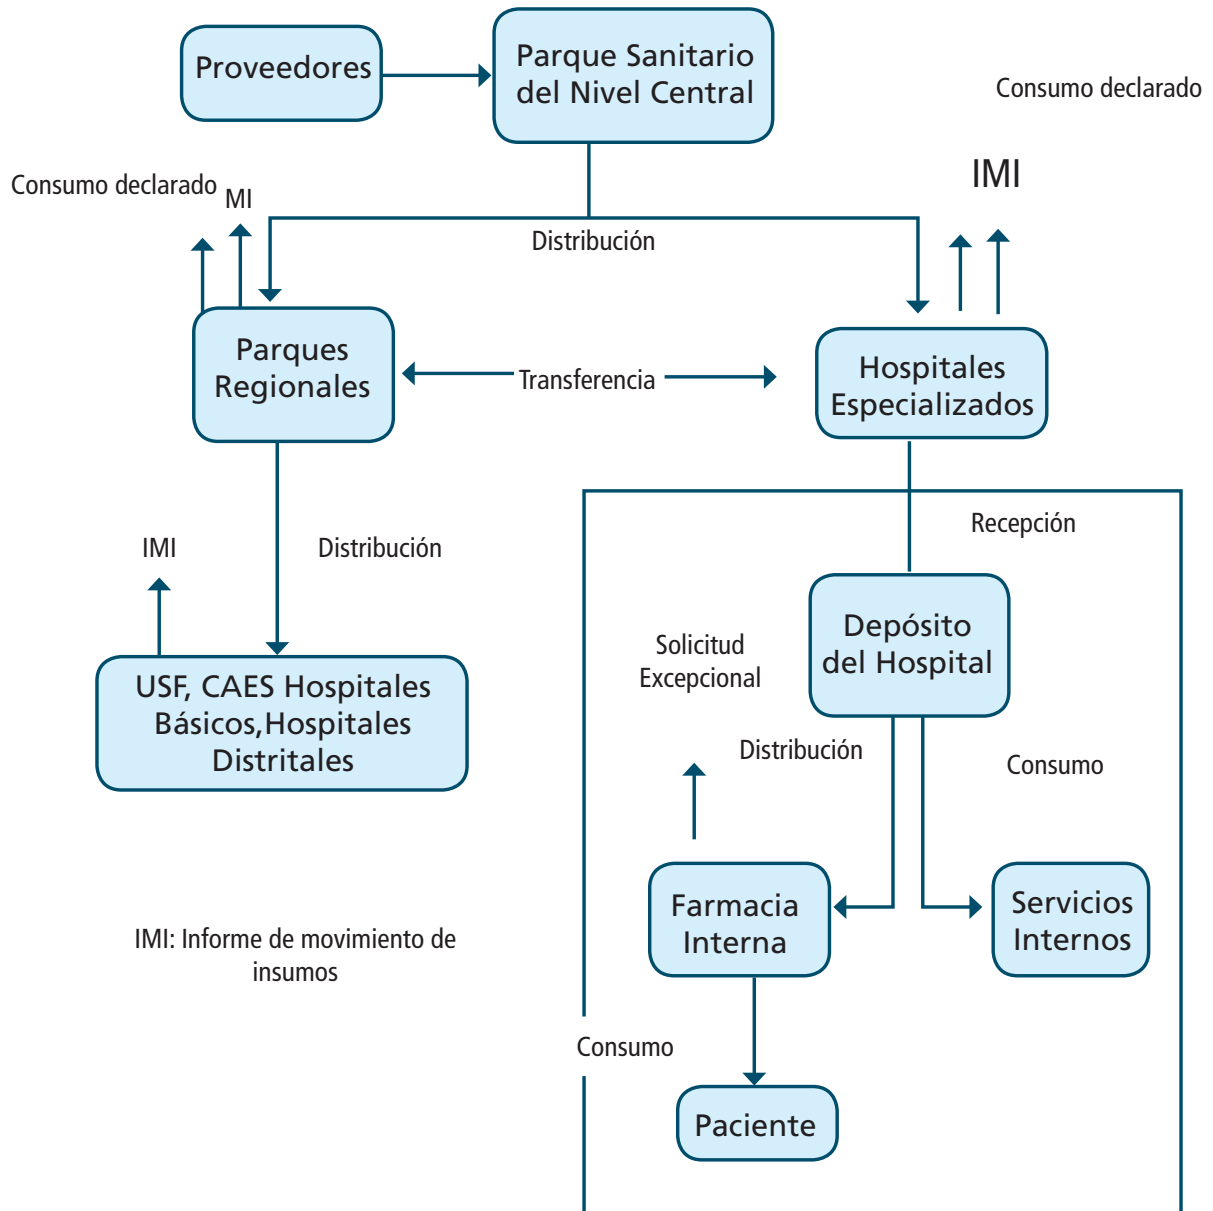 Proveedores
Parque Sanitario
del Nivel Central
Consumo declarado
IMI
Consumo declarado
MI
Distribución
Parques
Regionales
Transferencia
Hospitales
Especializados
Recepción
IMI
Distribución
Depósito
del Hospital
Solicitud
Excepcional
USF, CAES Hospitales
Básicos,Hospitales
Distritales
Distribución
Consumo
Farmacia
Interna
Servicios
Internos
IMI: Informe de movimiento de
insumos
Consumo
Paciente